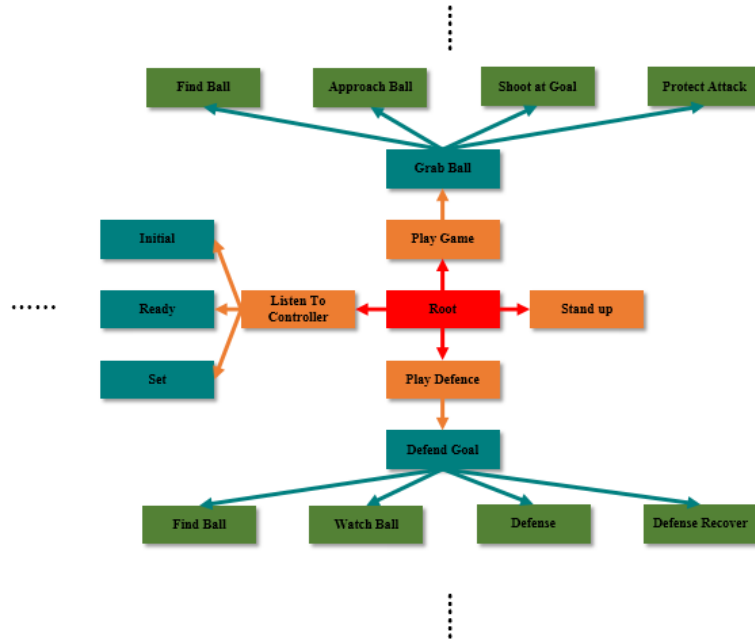 Find Ball
Approach Ball
Shoot at Goal
Protect Attack
Grab Ball
Initial
Play Game
Ready
Listen To
Controller
Root
Stand up
Set
Play Defence
Defend Goal
Find Ball
Watch Ball
Defense
Defense Recover